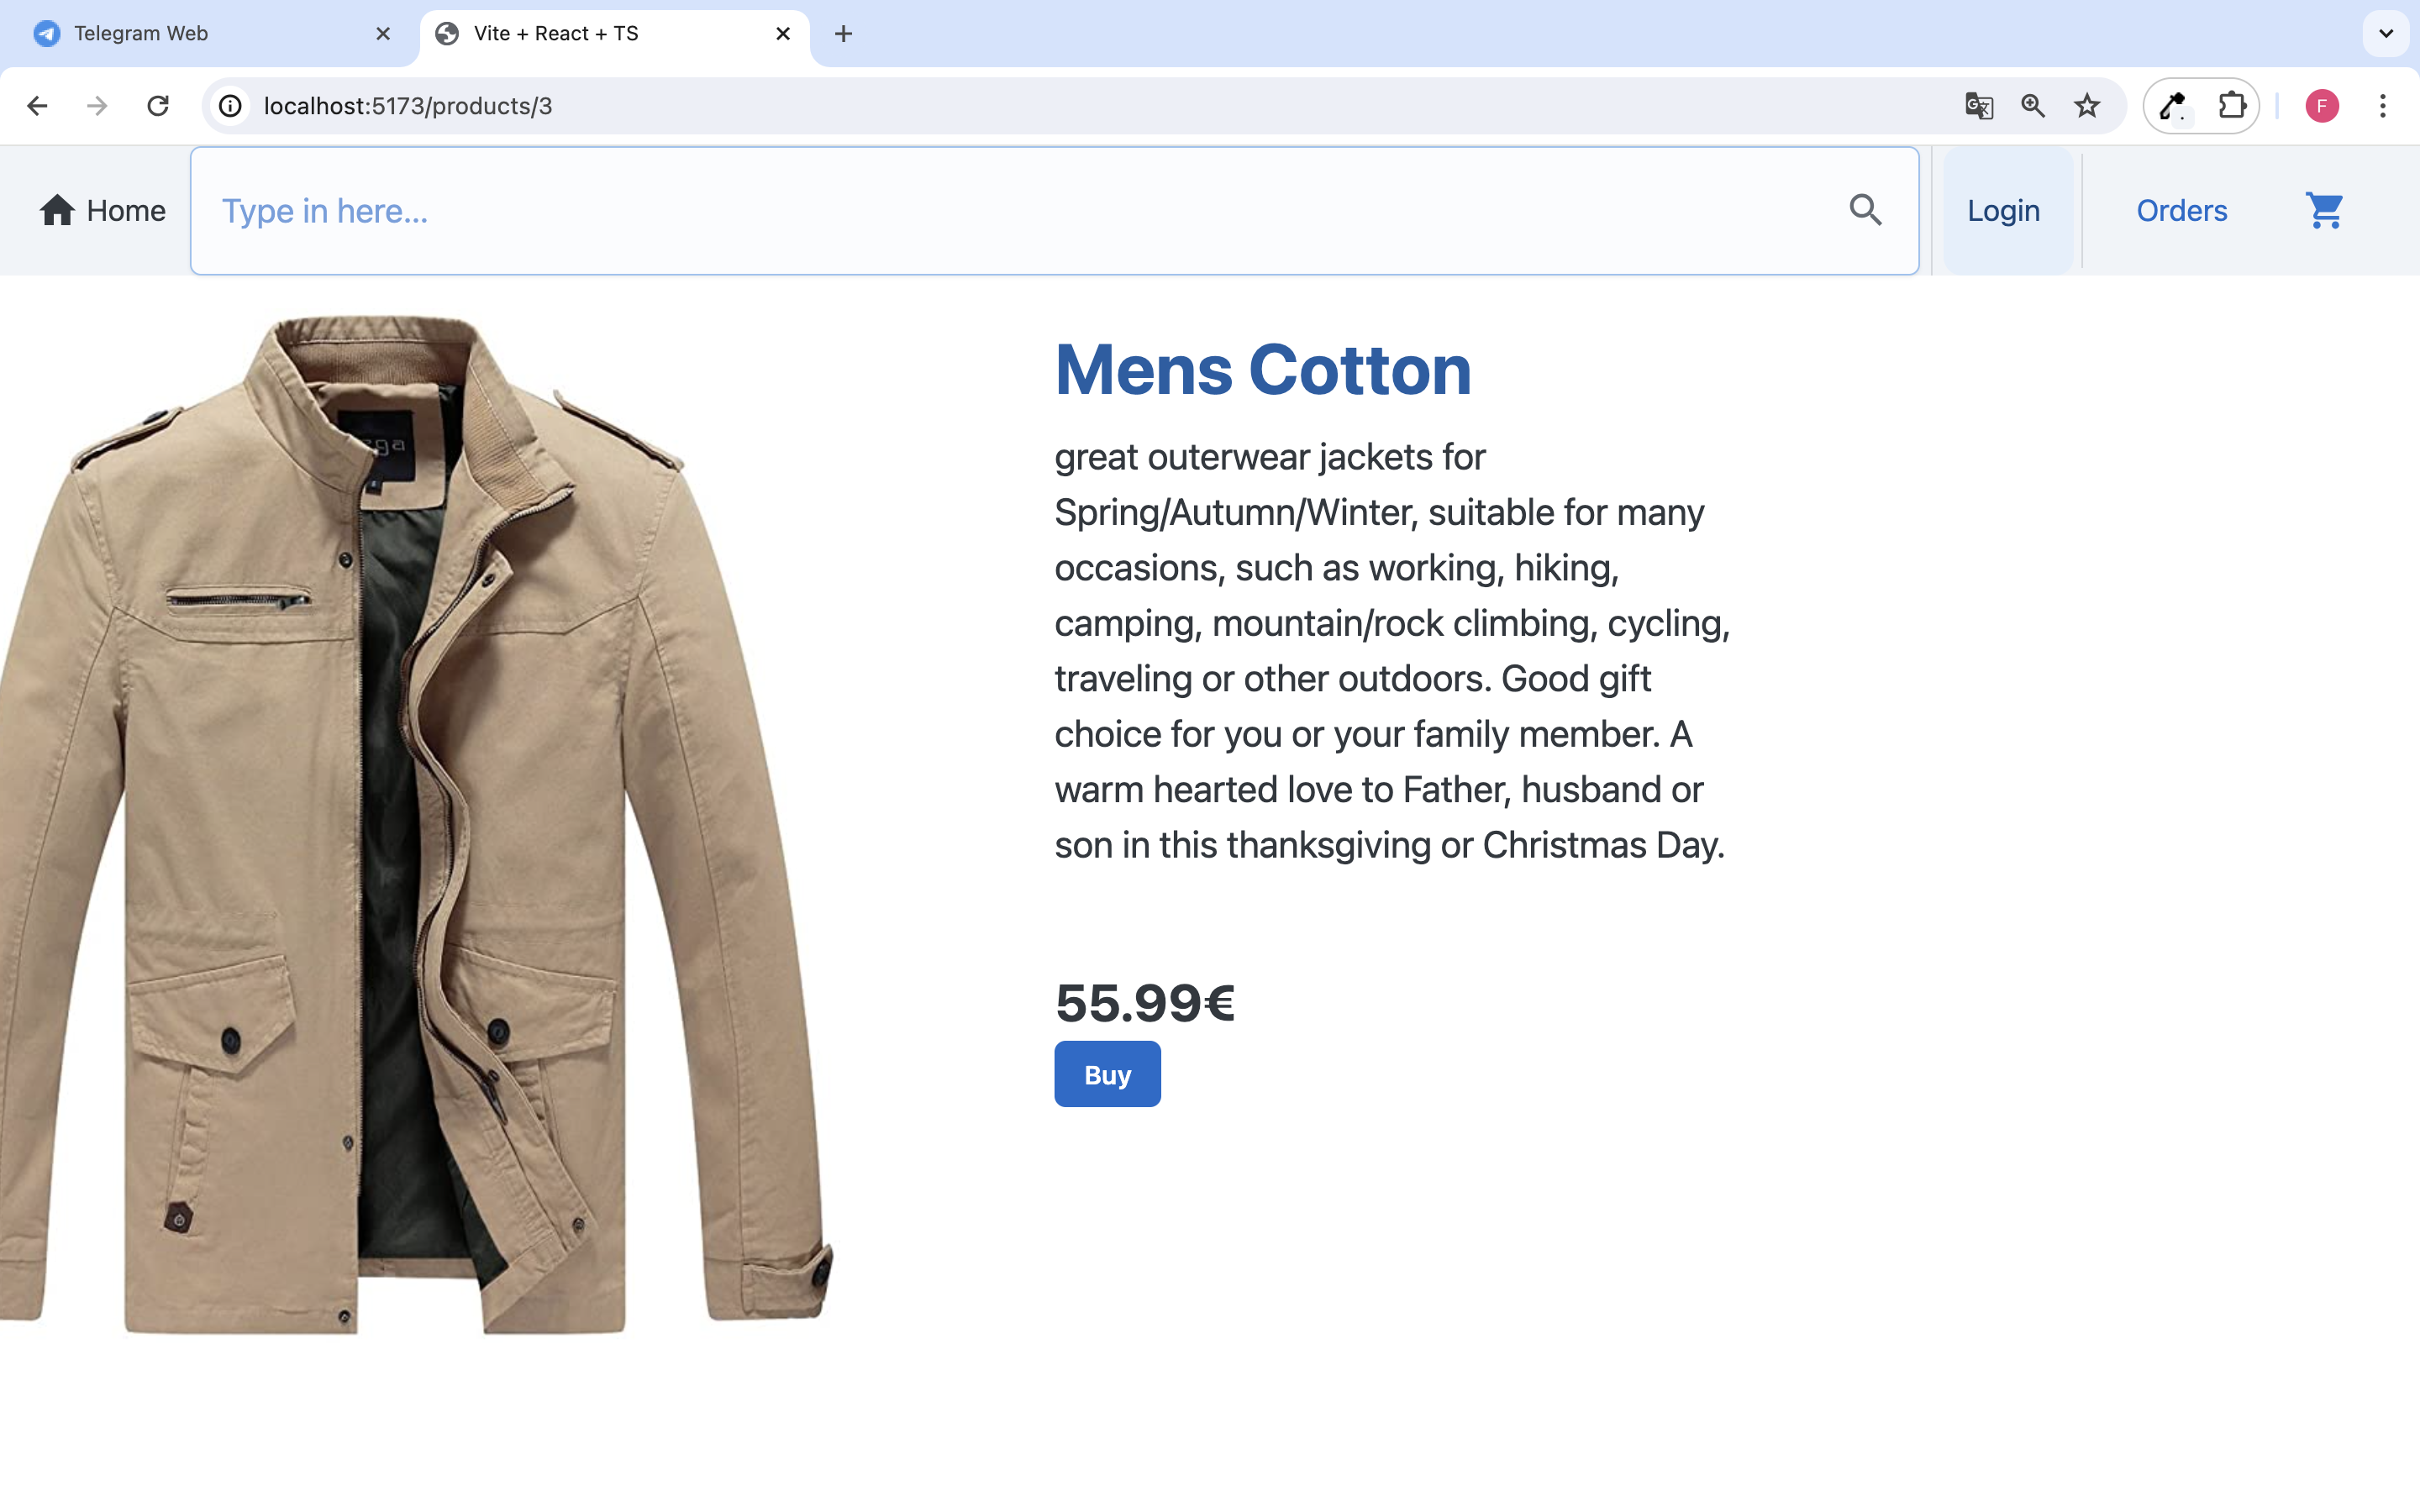 Telegram Web
Vite + React + TS
localhost:5173/products/3
F
Home
Type in here...
Login
Orders
Mens Cotton
great outerwear jackets for
Spring/Autumn/Winter, suitable for many
occasions, such as working, hiking,
camping, mountain/rock climbing, cycling,
traveling or other outdoors. Good gift
choice for you or your family member. A
warm hearted love to Father, husband or
son in this thanksgiving or Christmas Day.
55.99€
Buy